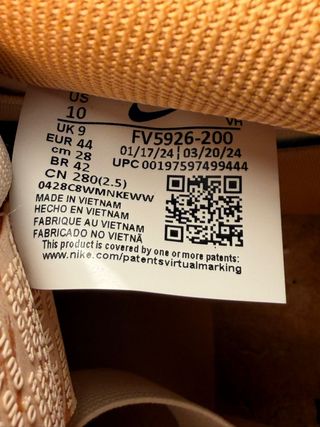 US
10
VH
UK 9
FV5926-200
EUR 44
01/17/24 | 03/20/24
cm 28
UPC 00197597499444
BR 42
CN 280(2.5)
0428C8WMNKEWW
MADE IN VIETNAM
HECHO EN VIETNAM
FABRIQUE AU VIETNAM
FABRICADO NO VIETNÃ
This product is covered by one or more patents:
www.nike.com/patentsvirtualmarking